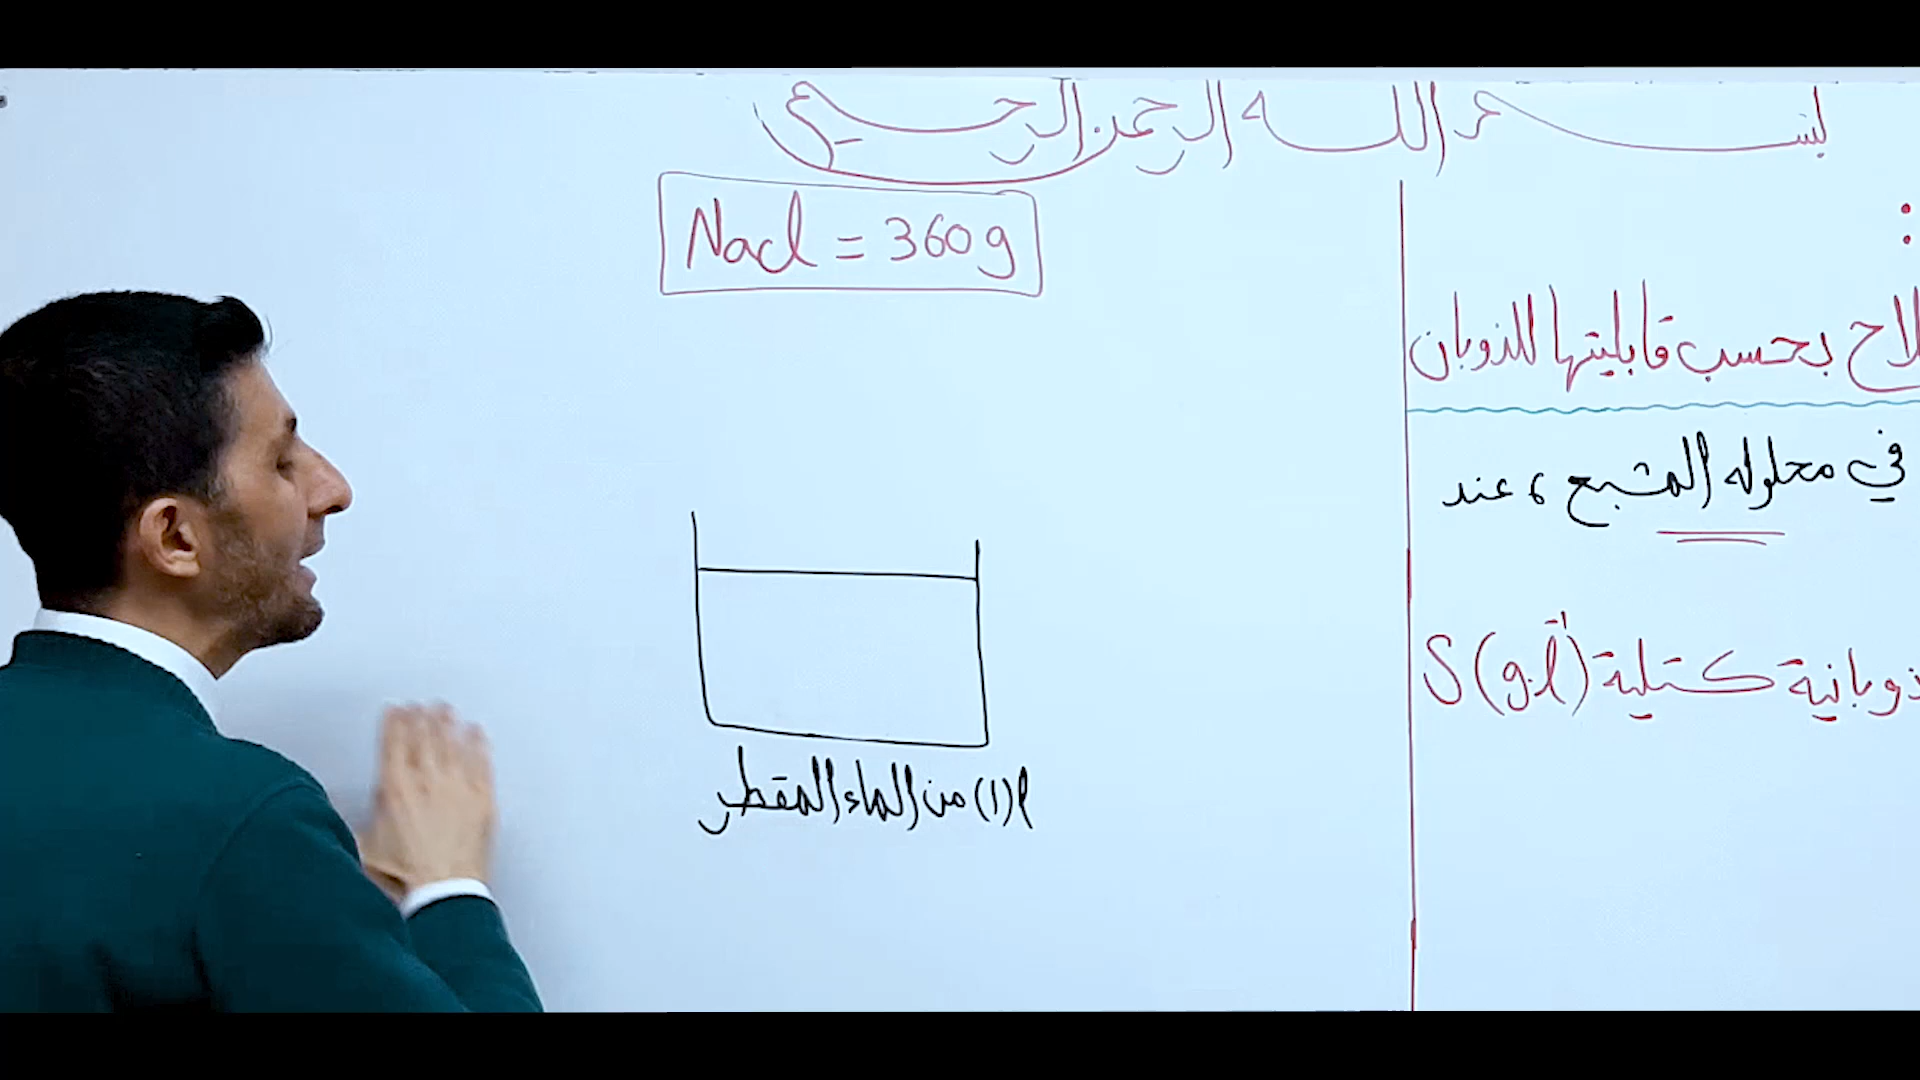 بسم الله الرحمن الرحيم
:
لاح بحسب قابليتها للذوبان
في محلوله المشبع ، عند
ذوبانية كتلية S (g.l⁻¹)
Nacl = 360 g
(1) من الماء المقطر